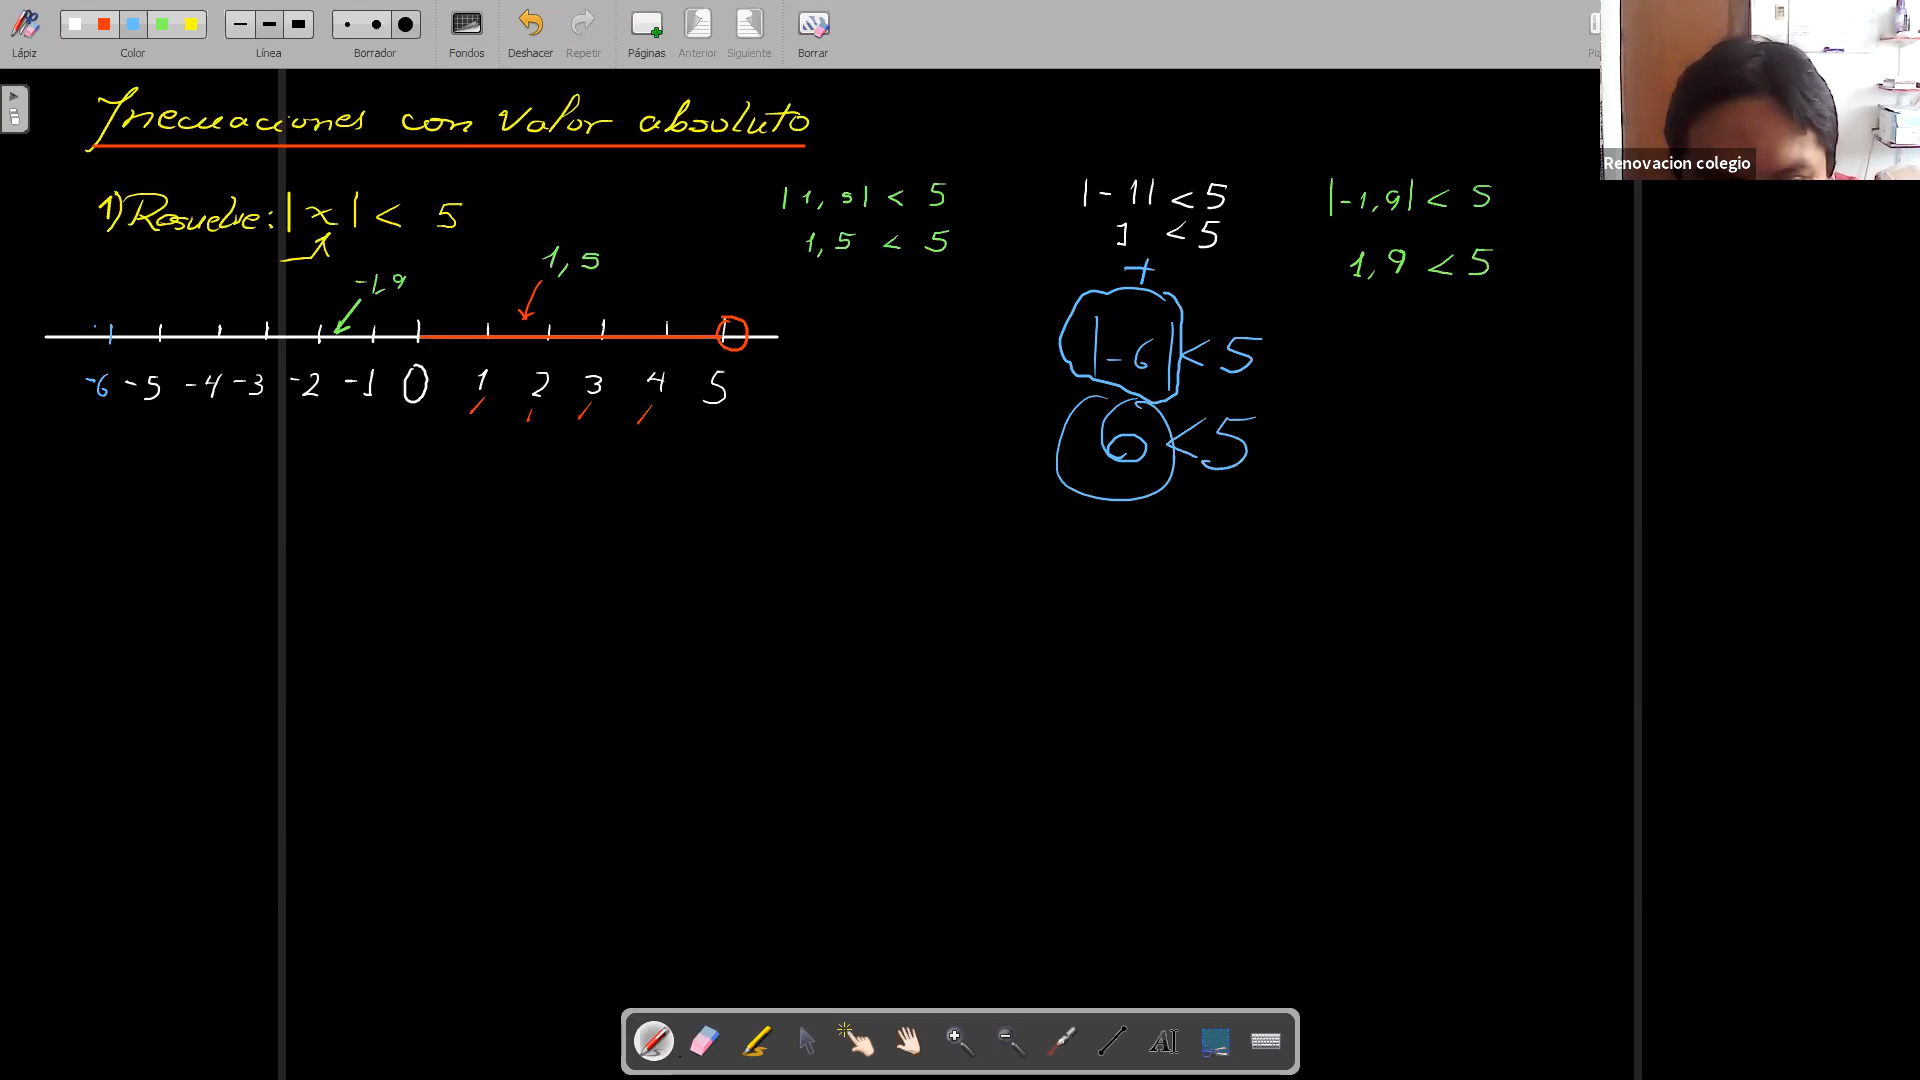 Lápiz Color Línea Borrador Fondos Deshacer Repetir Páginas Anterior Siguiente Borrar
Renovacion colegio
Inecuaciones con valor absoluto
1) Resuelve: |x| < 5
|1,5| < 5
1,5 < 5
|-1| < 5
1 < 5
|-1,9| < 5
1,9 < 5
1,5
-1,9
+
|-6| < 5
6 < 5
-6 -5 -4 -3 -2 -1 0 1 2 3 4 5